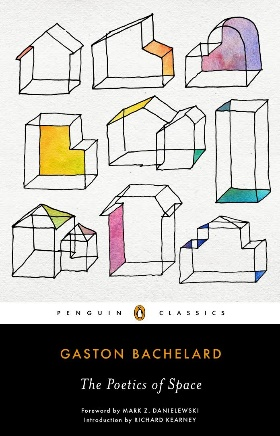 PENGUIN CLASSICS
GASTON BACHELARD
The Poetics of Space
Foreword by MARK Z. DANIELEWSKI
Introduction by RICHARD KEARNEY